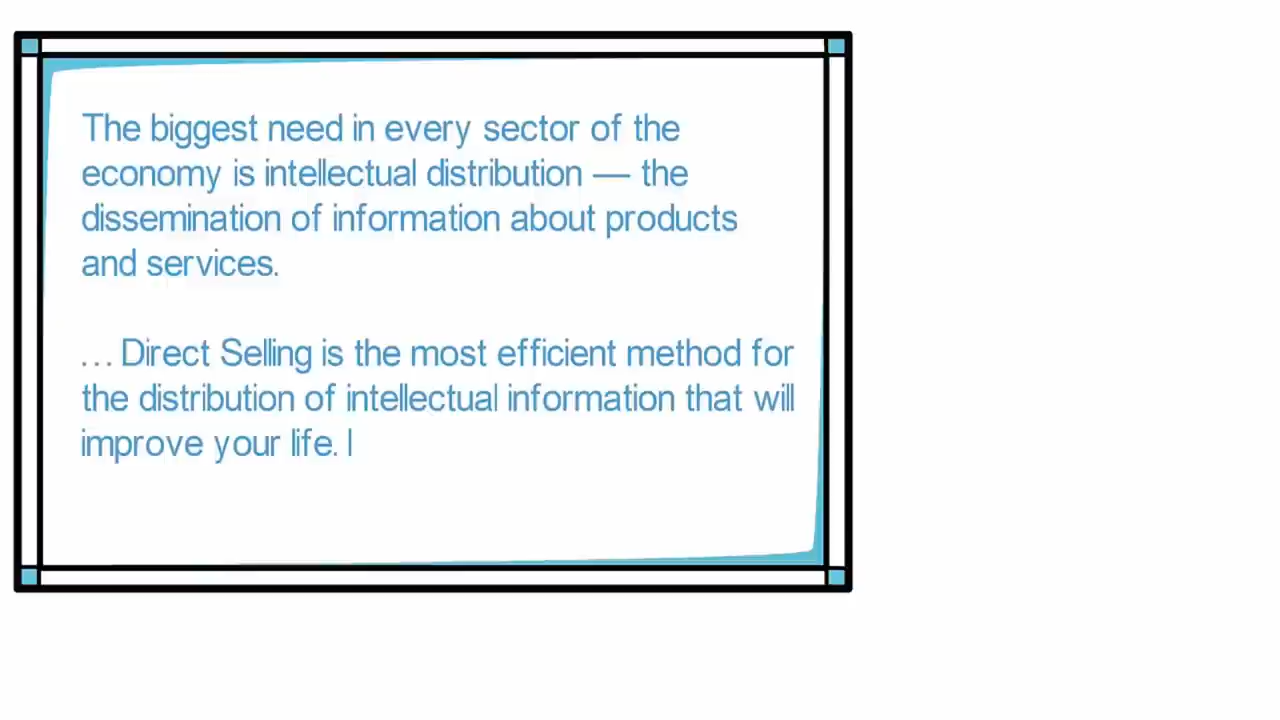 The biggest need in every sector of the
economy is intellectual distribution — the
dissemination of information about products
and services.
… Direct Selling is the most efficient method for
the distribution of intellectual information that will
improve your life. I